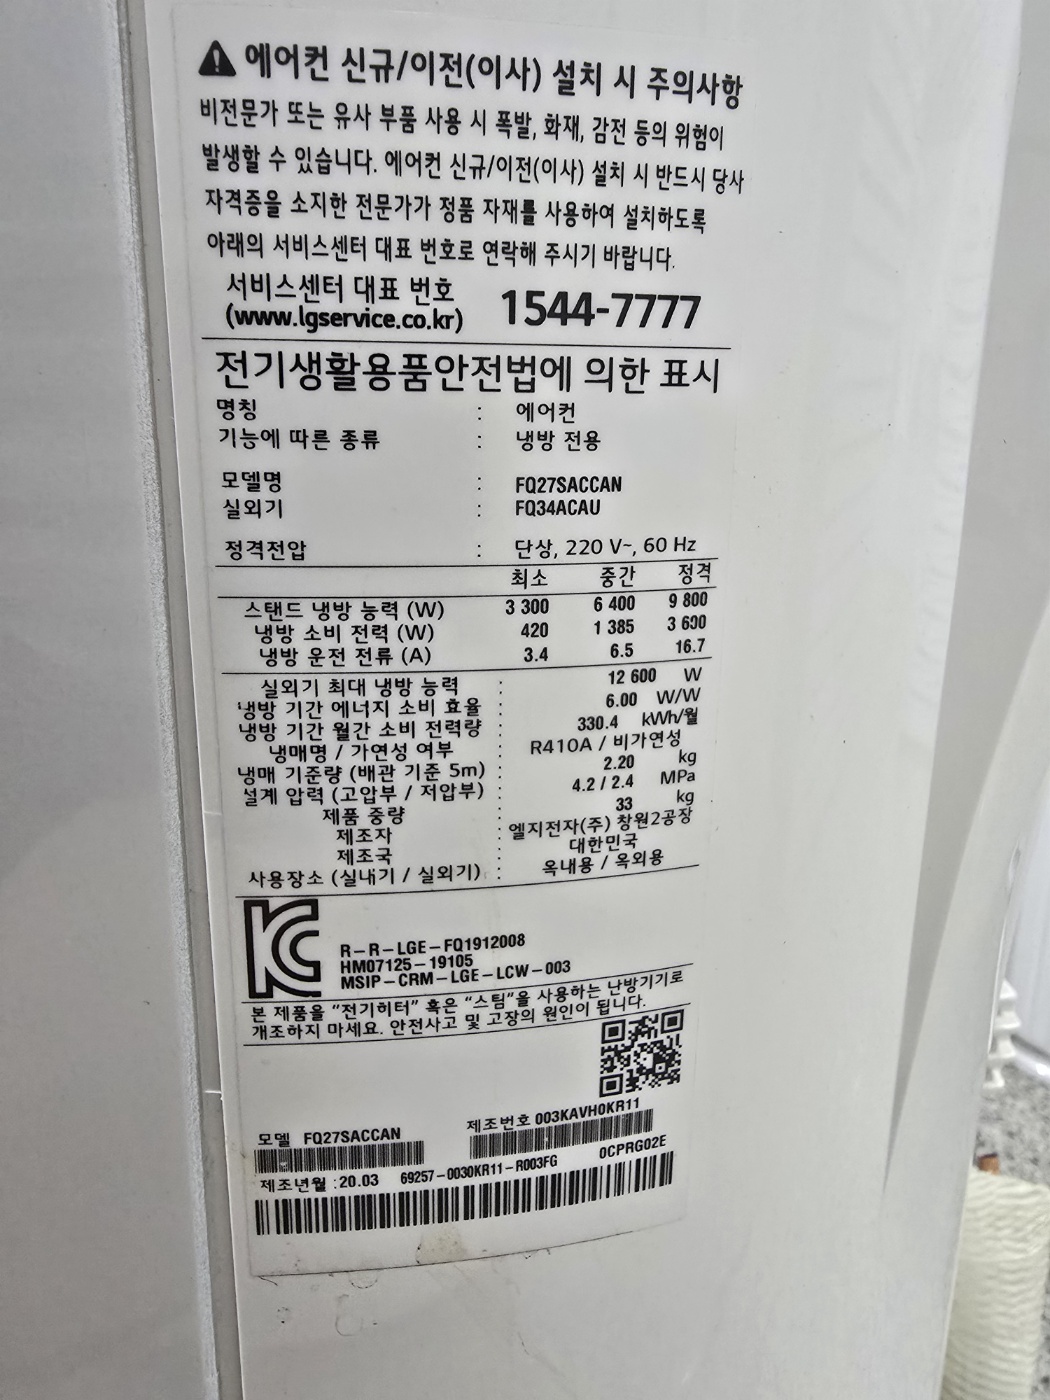 에어컨 신규/이전(이사) 설치 시 주의사항
비전문가 또는 유사 부품 사용 시 폭발, 화재, 감전 등의 위험이
발생할 수 있습니다. 에어컨 신규/이전(이사) 설치 시 반드시 당사
자격증을 소지한 전문가가 정품 자재를 사용하여 설치하도록
아래의 서비스센터 대표 번호로 연락해 주시기 바랍니다.
서비스센터 대표 번호 1544-7777
(www.lgservice.co.kr)
전기생활용품안전법에 의한 표시
명칭 : 에어컨
기능에 따른 종류 : 냉방 전용
모델명 : FQ27SACCAN
실외기 : FQ34ACAU
정격전압 : 단상, 220 V~, 60 Hz
최소 중간 정격
스탠드 냉방 능력 (W) 3 300 6 400 9 800
냉방 소비 전력 (W) 420 1 385 3 600
냉방 운전 전류 (A) 3.4 6.5 16.7
실외기 최대 냉방 능력 : 12 600 W
냉방 기간 에너지 소비 효율 : 6.00 W/W
냉방 기간 월간 소비 전력량 : 330.4 kWh/월
냉매명 / 가연성 여부 : R410A / 비가연성
냉매 기준량 (배관 기준 5m) : 2.20 kg
설계 압력 (고압부 / 저압부) : 4.2 / 2.4 MPa
제품 중량 : 33 kg
제조자 : 엘지전자(주) 창원2공장
제조국 : 대한민국
사용장소 (실내기 / 실외기) : 옥내용 / 옥외용
R-R-LGE-FQ1912008
HM07125-19105
MSIP-CRM-LGE-LCW-003
본 제품을 "전기히터" 혹은 "스팀"을 사용하는 난방기기로
개조하지 마세요. 안전사고 및 고장의 원인이 됩니다.
모델 FQ27SACCAN 제조번호 003KAVH0KR11
제조년월 :20.03 69257-0030KR11-R003FG 0CPRG02E